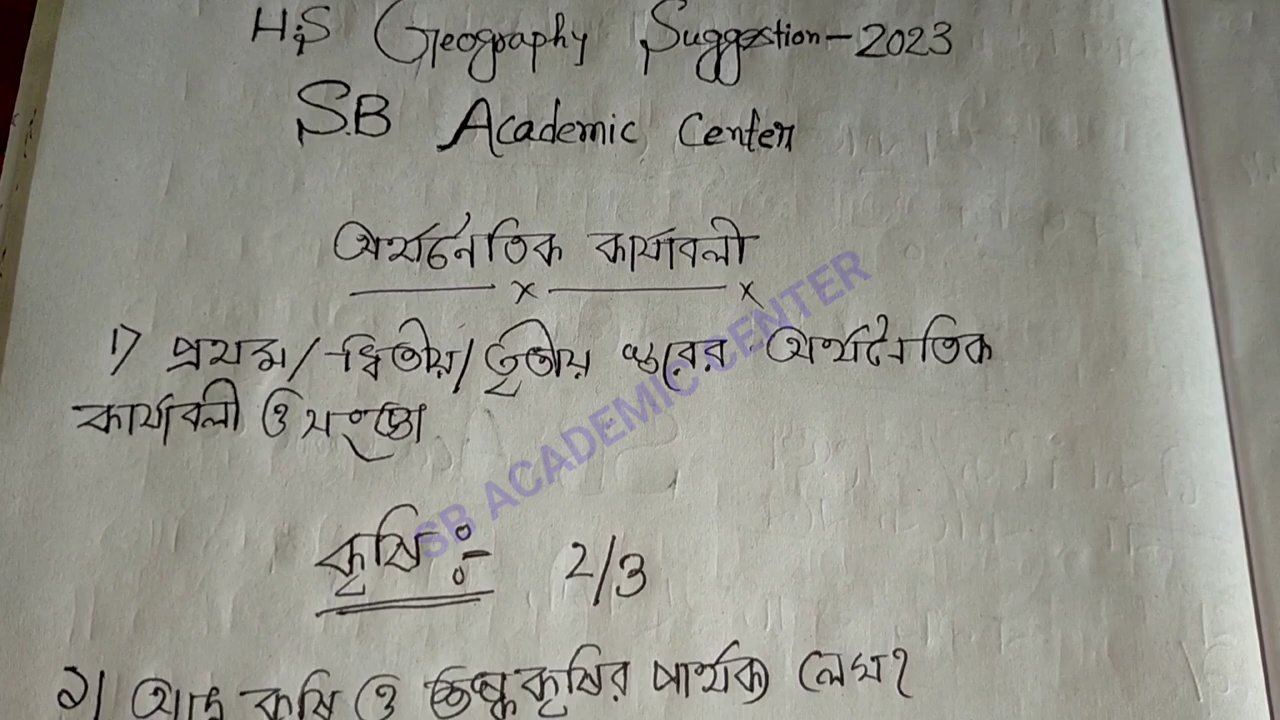 H.S Geography Suggestion-2023
S.B Academic Center
অর্থনৈতিক কার্যাবলী
১) প্রথম/দ্বিতীয়/তৃতীয় স্তরের অর্থনৈতিক
কার্যাবলী ও সংজ্ঞা
কৃষি :- 2/3
১) আদ্র কৃষি ও শুষ্ক কৃষির পার্থক্য লেখ?
SB ACADEMIC CENTER